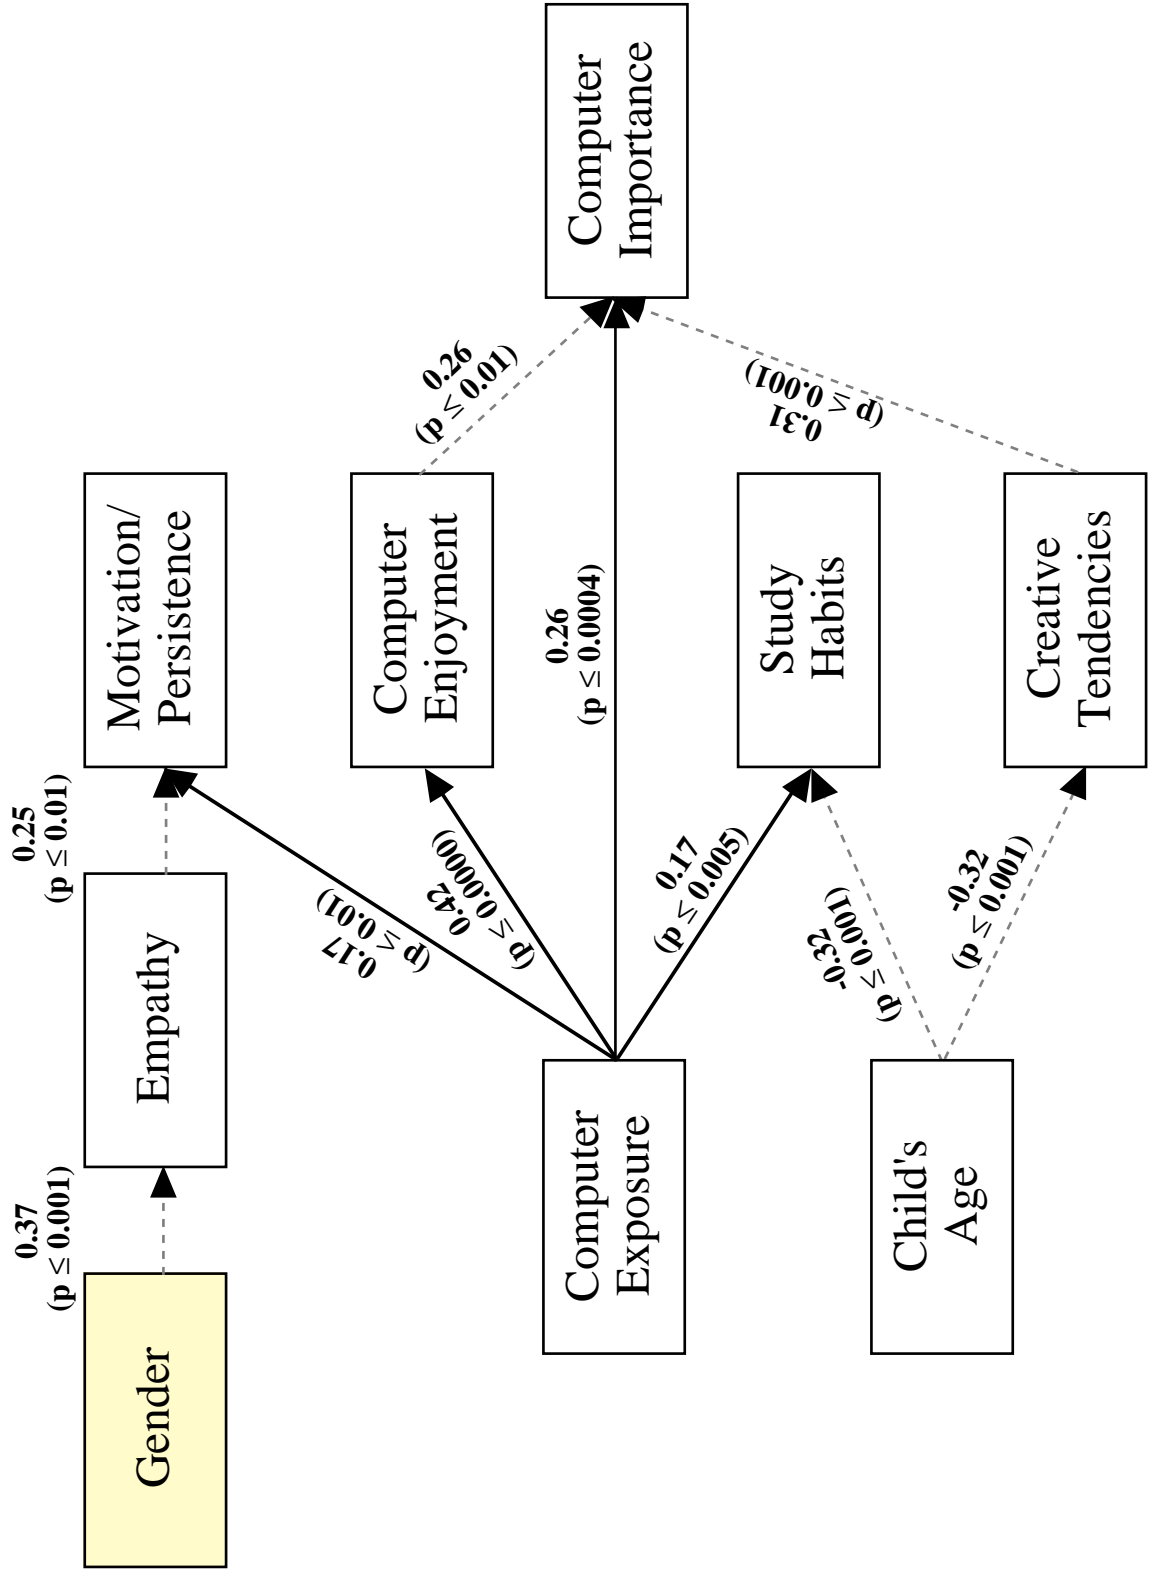 Gender
0.37
(p ≤ 0.001)
Empathy
0.25
(p ≤ 0.01)
Motivation/
Persistence
0.17
(p ≤ 0.01)
Computer
Exposure
0.42
(p ≤ 0.0000)
Computer
Enjoyment
0.26
(p ≤ 0.01)
0.26
(p ≤ 0.0004)
Computer
Importance
0.17
(p ≤ 0.005)
Study
Habits
Child's
Age
-0.32
(p ≤ 0.001)
-0.32
(p ≤ 0.001)
Creative
Tendencies
0.31
(p ≤ 0.001)